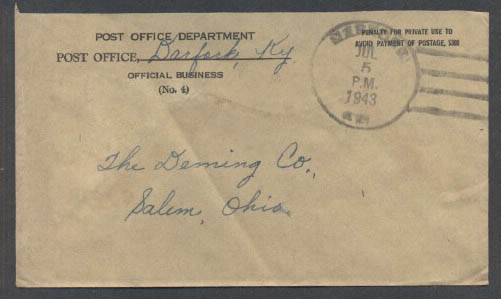 POST OFFICE DEPARTMENT
POST OFFICE, Darfork, Ky.
OFFICIAL BUSINESS
(No. 4)
PENALTY FOR PRIVATE USE TO
AVOID PAYMENT OF POSTAGE, $300
JUL
5
P.M.
1943
The Deming Co.,
Salem, Ohio.